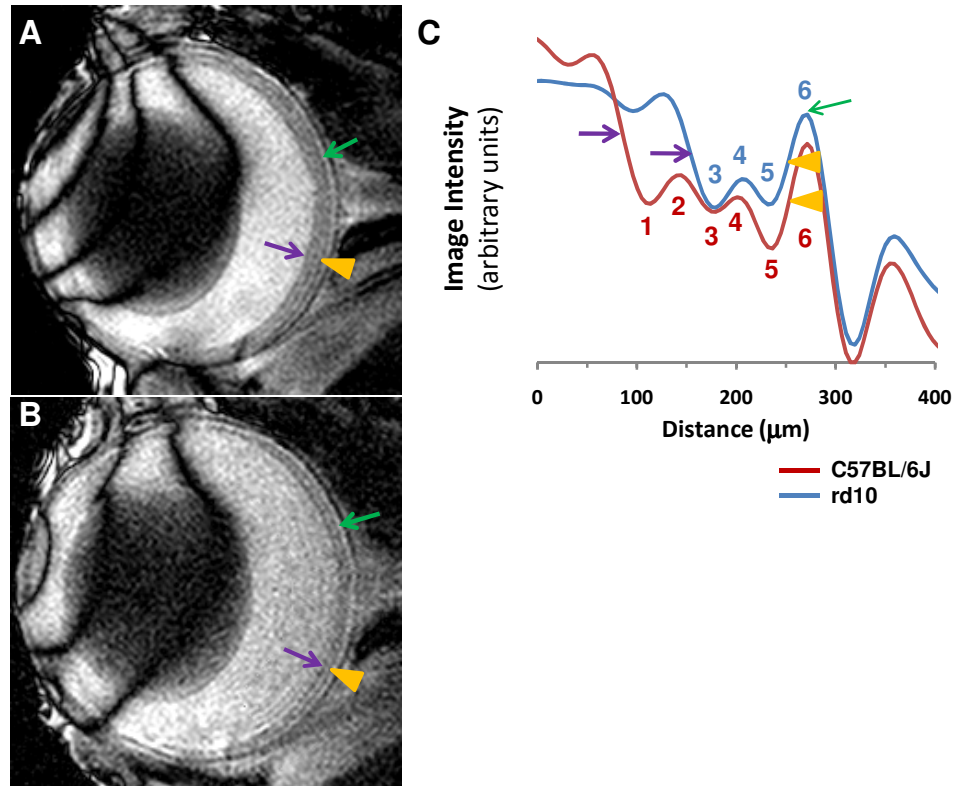 A
B
C
Image Intensity
(arbitrary units)
6
3
4
5
1
2
3
4
5
6
0
100
200
300
400
Distance (μm)
C57BL/6J
rd10